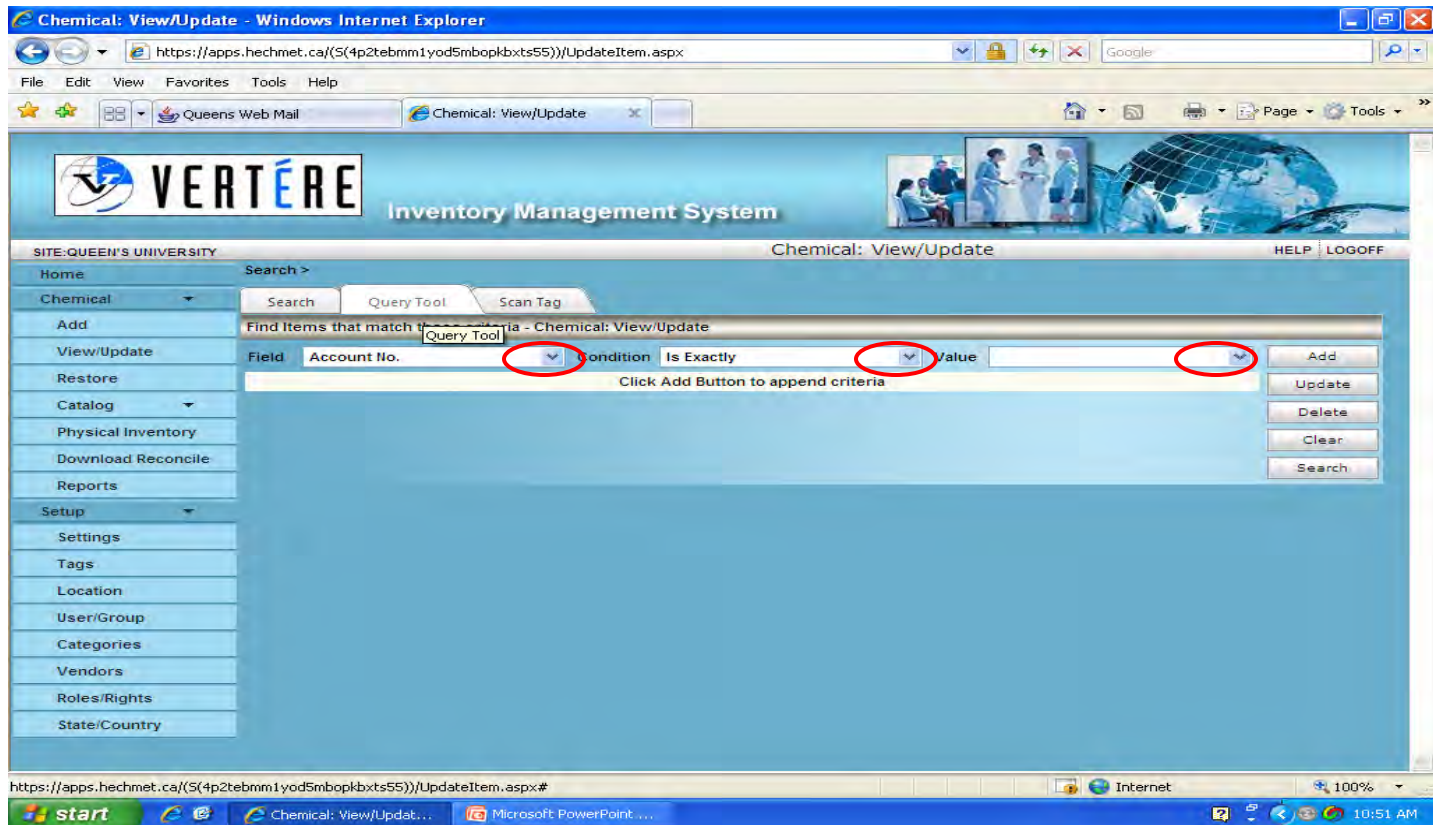 Chemical: View/Update - Windows Internet Explorer
https://apps.hechmet.ca/(S(4p2tebmm1yod5mbopkbxts55))/UpdateItem.aspx
Google
File Edit View Favorites Tools Help
Queens Web Mail
Chemical: View/Update
Page
Tools
VERTÉRE
Inventory Management System
SITE:QUEEN'S UNIVERSITY
Chemical: View/Update
HELP LOGOFF
Home
Chemical
Add
View/Update
Restore
Catalog
Physical Inventory
Download Reconcile
Reports
Setup
Settings
Tags
Location
User/Group
Categories
Vendors
Roles/Rights
State/Country
Search >
Search Query Tool Scan Tag
Find Items that match these criteria - Chemical: View/Update
Query Tool
Field Account No. Condition Is Exactly Value
Click Add Button to append criteria
Add
Update
Delete
Clear
Search
https://apps.hechmet.ca/(S(4p2tebmm1yod5mbopkbxts55))/UpdateItem.aspx#
Internet
100%
start
Chemical: View/Updat...
Microsoft PowerPoint ...
10:51 AM